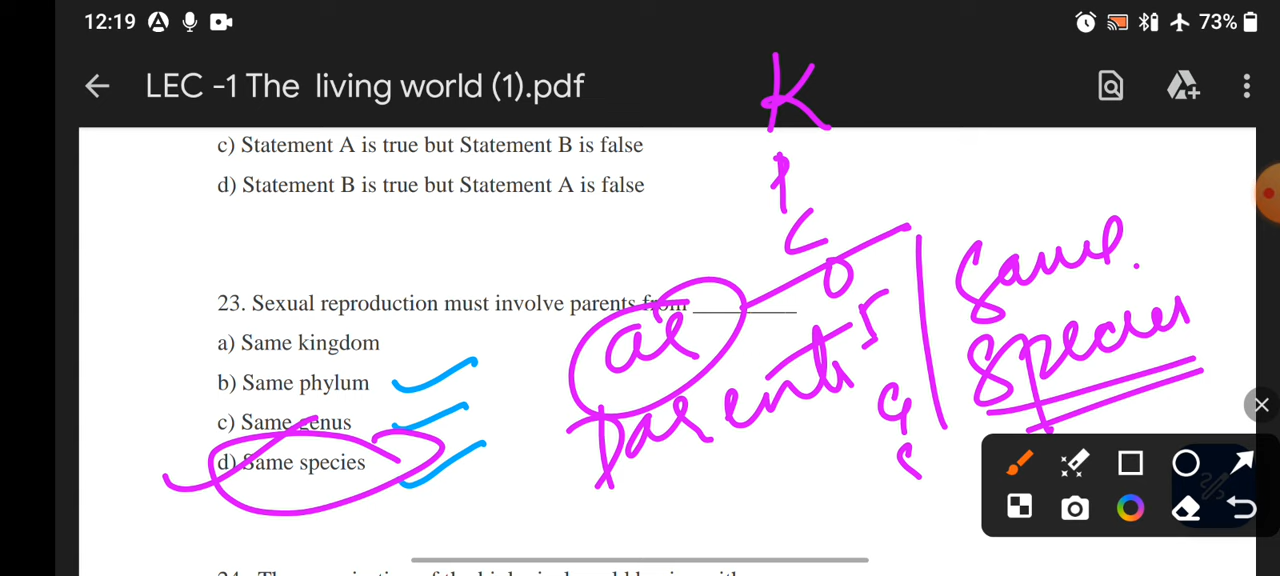 12:19
73%
LEC -1 The living world (1).pdf
c) Statement A is true but Statement B is false
d) Statement B is true but Statement A is false
K
P
C
O
F
G
S
23. Sexual reproduction must involve parents from __________
a) Same kingdom
b) Same phylum
c) Same genus
d) Same species
all
parents
Same
species